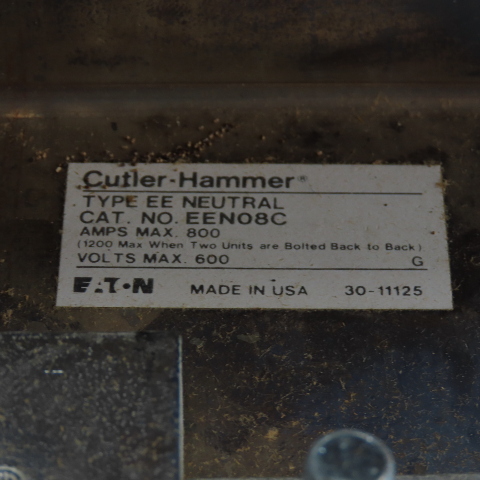 Cutler-Hammer®
TYPE EE NEUTRAL
CAT. NO. EEN08C
AMPS MAX. 800
(1200 Max When Two Units are Bolted Back to Back)
VOLTS MAX. 600 G
EATON MADE IN USA 30-11125